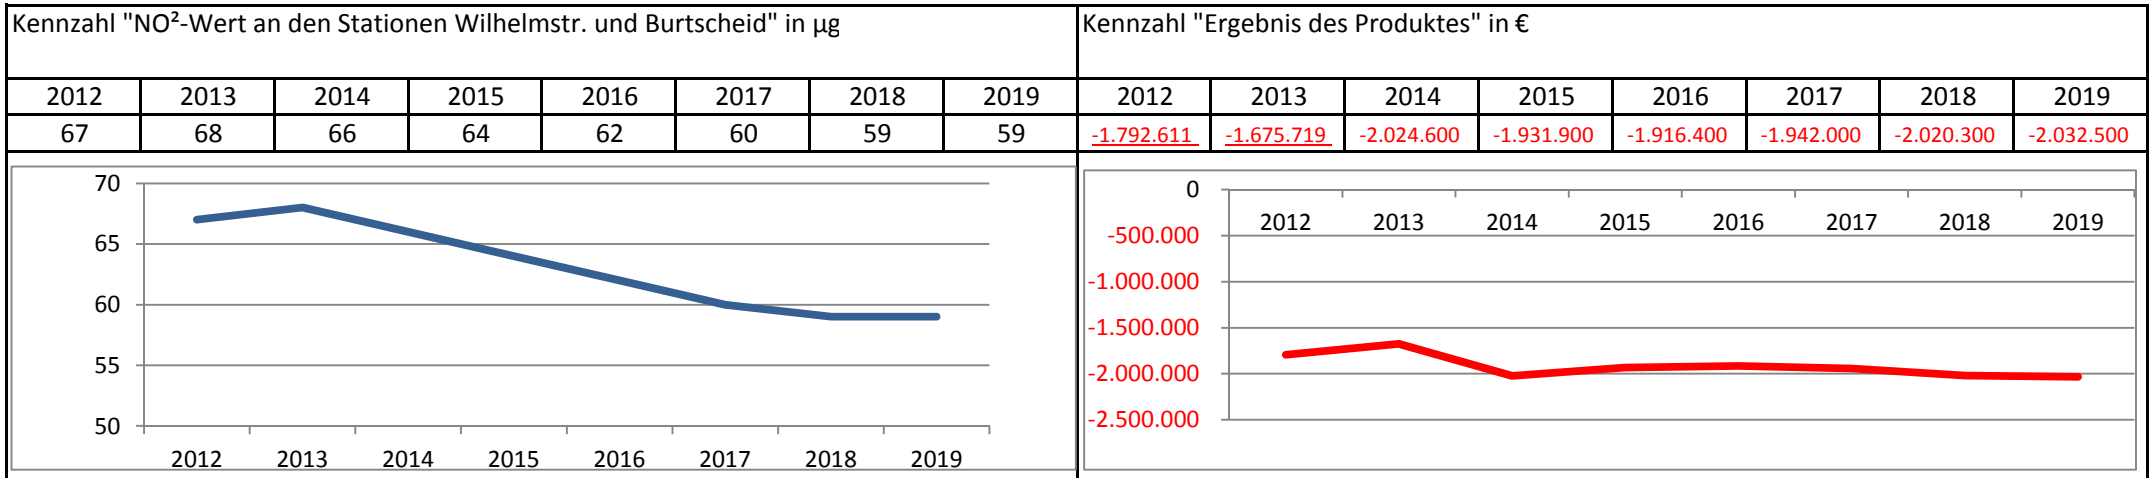 Kennzahl "NO²-Wert an den Stationen Wilhelmstr. und Burtscheid" in µg
2012 2013 2014 2015 2016 2017 2018 2019
67 68 66 64 62 60 59 59
70
65
60
55
50
2012 2013 2014 2015 2016 2017 2018 2019
Kennzahl "Ergebnis des Produktes" in €
2012 2013 2014 2015 2016 2017 2018 2019
-1.792.611 -1.675.719 -2.024.600 -1.931.900 -1.916.400 -1.942.000 -2.020.300 -2.032.500
0
2012 2013 2014 2015 2016 2017 2018 2019
-500.000
-1.000.000
-1.500.000
-2.000.000
-2.500.000